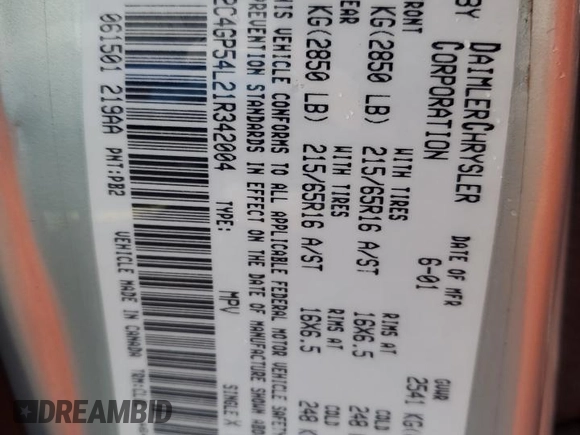 BY DAIMLERCHRYSLER
CORPORATION
DATE OF MFR
6-01
GVWR
2541 KG(
FRONT
KG(2850 LB)
WITH TIRES
215/65R16 A/ST
RIMS AT
16X6.5
COLD
248 K
REAR
KG(2850 LB)
WITH TIRES
215/65R16 A/ST
RIMS AT
16X6.5
COLD
248 K
THIS VEHICLE CONFORMS TO ALL APPLICABLE FEDERAL MOTOR VEHICLE SAFETY
PREVENTION STANDARDS IN EFFECT ON THE DATE OF MANUFACTURE SHOWN ABO
2C4GP54L21R342004 TYPE: MPV SINGLE X
061501 219AA PNT:PB2 VEHICLE MADE IN CANADA
DREAMBID